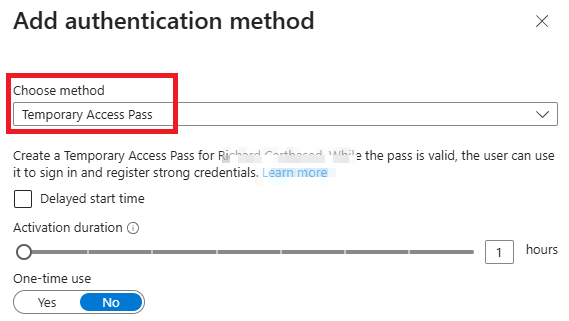 Add authentication method
Choose method
Temporary Access Pass
Create a Temporary Access Pass for While the pass is valid, the user can use
it to sign in and register strong credentials. Learn more
Delayed start time
Activation duration
1 hours
One-time use
Yes No